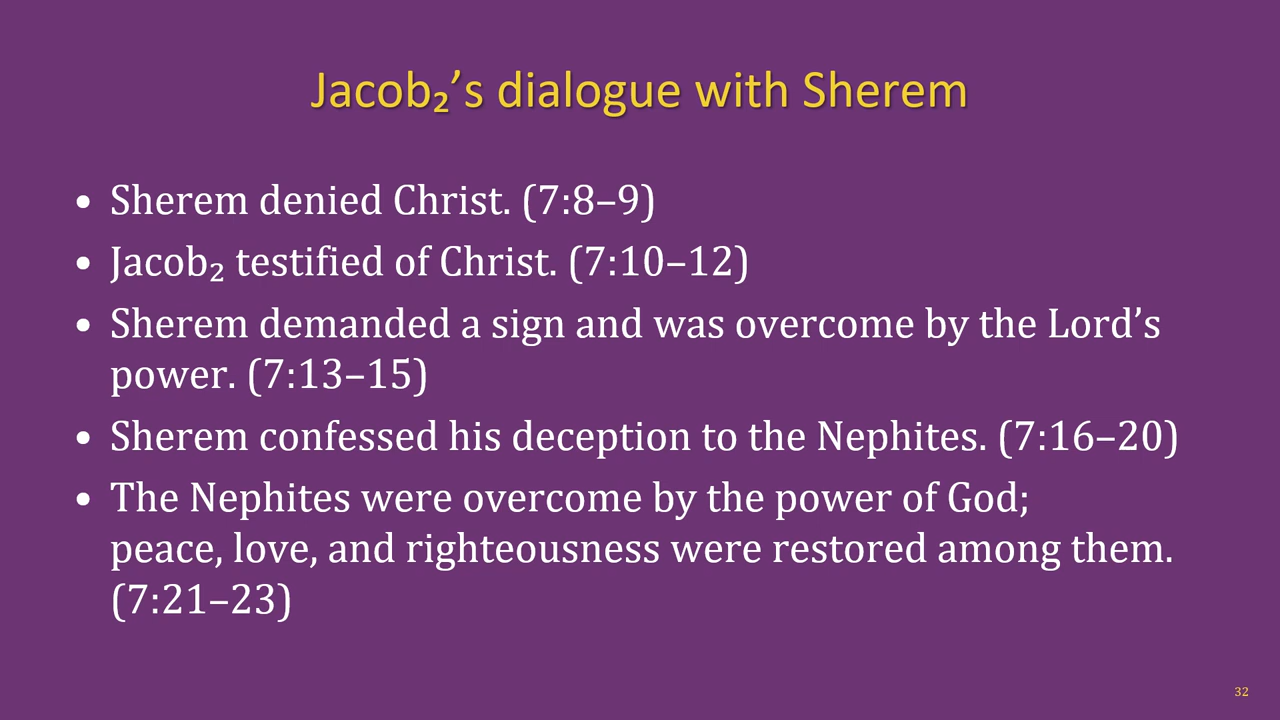 Jacob₂’s dialogue with Sherem
• Sherem denied Christ. (7:8–9)
• Jacob₂ testified of Christ. (7:10–12)
• Sherem demanded a sign and was overcome by the Lord’s
power. (7:13–15)
• Sherem confessed his deception to the Nephites. (7:16–20)
• The Nephites were overcome by the power of God;
peace, love, and righteousness were restored among them.
(7:21–23)
32